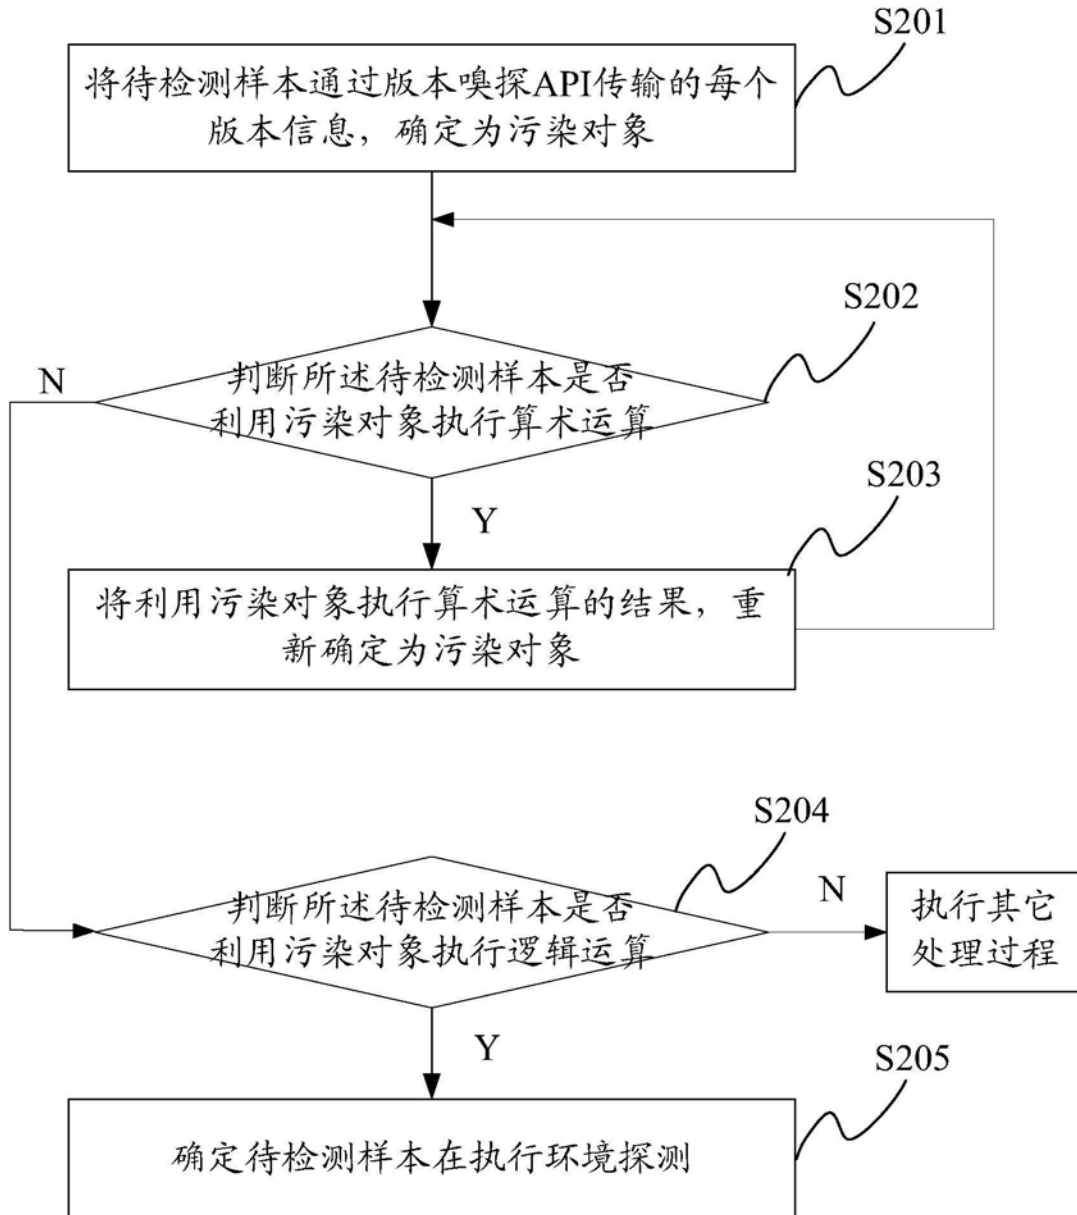 S201
将待检测样本通过版本嗅探API传输的每个
版本信息，确定为污染对象
S202
N
判断所述待检测样本是否
利用污染对象执行算术运算
S203
Y
将利用污染对象执行算术运算的结果，重
新确定为污染对象
S204
判断所述待检测样本是否
利用污染对象执行逻辑运算
N
执行其它
处理过程
Y
S205
确定待检测样本在执行环境探测